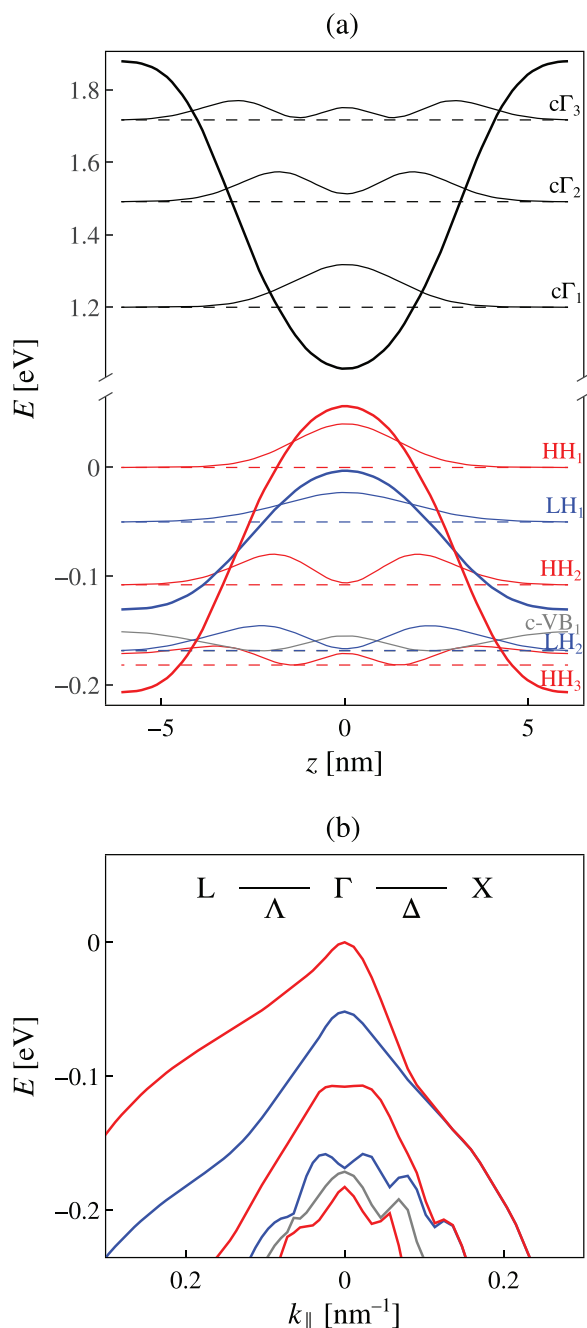 (a)
1.8
1.6
1.4
1.2
0
−0.1
−0.2
E [eV]
cΓ3
cΓ2
cΓ1
HH1
LH1
HH2
c-VB1
LH2
HH3
−5
0
5
z [nm]
(b)
L Γ X
Λ Δ
0
−0.1
−0.2
E [eV]
0.2
0
0.2
k∥ [nm−1]